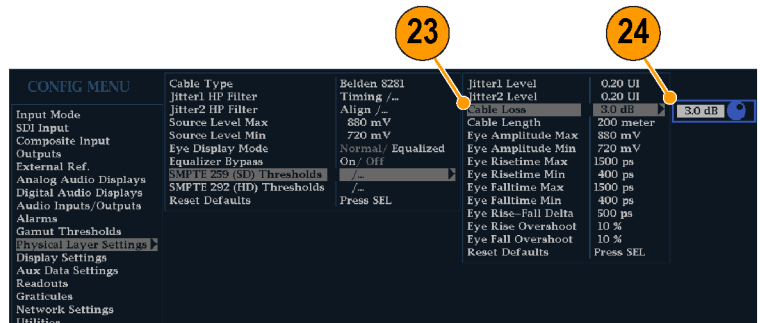 23
24
CONFIG MENU
Input Mode
SDI Input
Composite Input
Outputs
External Ref.
Analog Audio Displays
Digital Audio Displays
Audio Inputs/Outputs
Alarms
Gamut Thresholds
Physical Layer Settings
Display Settings
Aux Data Settings
Readouts
Graticules
Network Settings
Utilities
Cable Type Belden 8281
Jitter1 HP Filter Timing /...
Jitter2 HP Filter Align /...
Source Level Max 880 mV
Source Level Min 720 mV
Eye Display Mode Normal/ Equalized
Equalizer Bypass On/ Off
SMPTE 259 (SD) Thresholds /...
SMPTE 292 (HD) Thresholds /...
Reset Defaults Press SEL
Jitter1 Level 0.20 UI
Jitter2 Level 0.20 UI
Cable Loss 3.0 dB
Cable Length 200 meter
Eye Amplitude Max 880 mV
Eye Amplitude Min 720 mV
Eye Risetime Max 1500 ps
Eye Risetime Min 400 ps
Eye Falltime Max 1500 ps
Eye Falltime Min 400 ps
Eye Rise-Fall Delta 500 ps
Eye Rise Overshoot 10 %
Eye Fall Overshoot 10 %
Reset Defaults Press SEL
3.0 dB